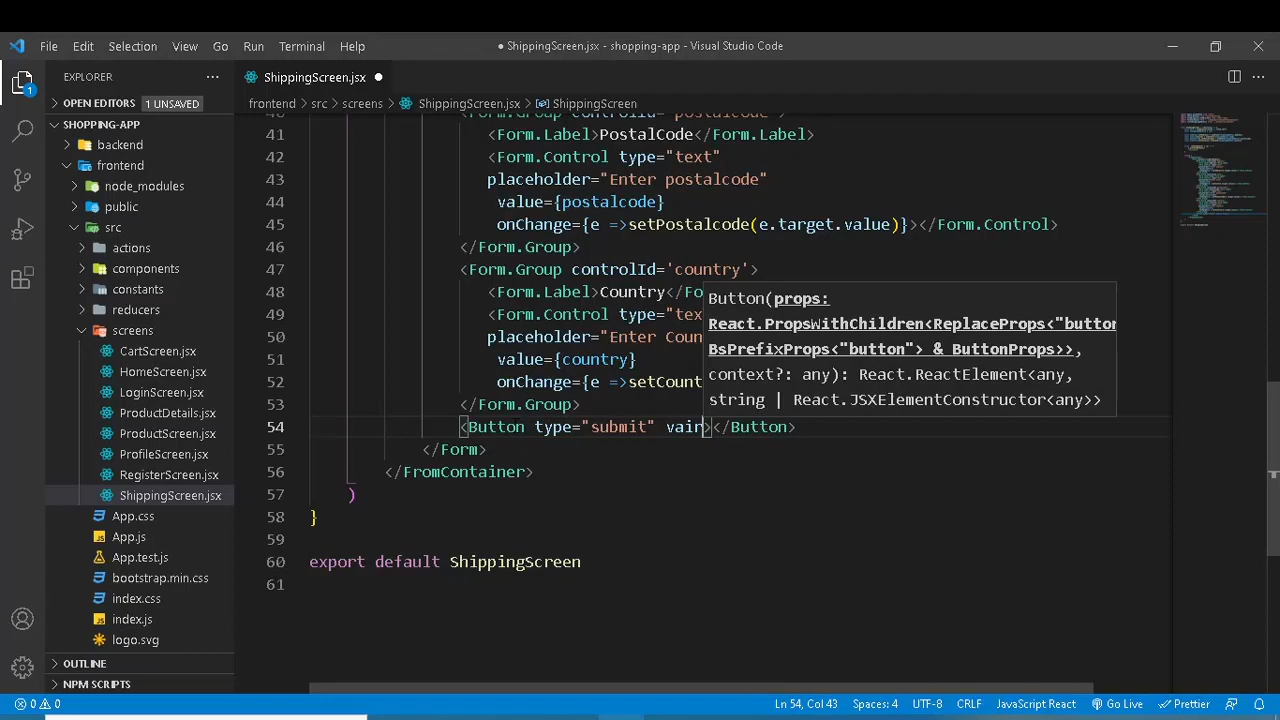 File Edit Selection View Go Run Terminal Help
● ShippingScreen.jsx - shopping-app - Visual Studio Code
1
EXPLORER
OPEN EDITORS 1 UNSAVED
SHOPPING-APP
backend
frontend
node_modules
public
src
actions
components
constants
reducers
screens
CartScreen.jsx
HomeScreen.jsx
LoginScreen.jsx
ProductDetails.jsx
ProductScreen.jsx
ProfileScreen.jsx
RegisterScreen.jsx
ShippingScreen.jsx
App.css
App.js
App.test.js
bootstrap.min.css
index.css
index.js
logo.svg
OUTLINE
NPM SCRIPTS
ShippingScreen.jsx
frontend > src > screens > ShippingScreen.jsx > ShippingScreen
40 <Form.Group controlId='postalcode'>
41 <Form.Label>PostalCode</Form.Label>
42 <Form.Control type="text"
43 placeholder="Enter postalcode"
44 value={postalcode}
45 onChange={e =>setPostalcode(e.target.value)}></Form.Control>
46 </Form.Group>
47 <Form.Group controlId='country'>
48 <Form.Label>Country</Fo
49 <Form.Control type="tex
50 placeholder="Enter Coun
51 value={country}
52 onChange={e =>setCount
53 </Form.Group>
54 <Button type="submit" vair></Button>
55 </Form>
56 </FromContainer>
57 )
58 }
59
60 export default ShippingScreen
61
Button(props:
React.PropsWithChildren<ReplaceProps<"button
BsPrefixProps<"button"> & ButtonProps>>,
context?: any): React.ReactElement<any,
string | React.JSXElementConstructor<any>>
0 0
Ln 54, Col 43 Spaces: 4 UTF-8 CRLF JavaScript React Go Live Prettier